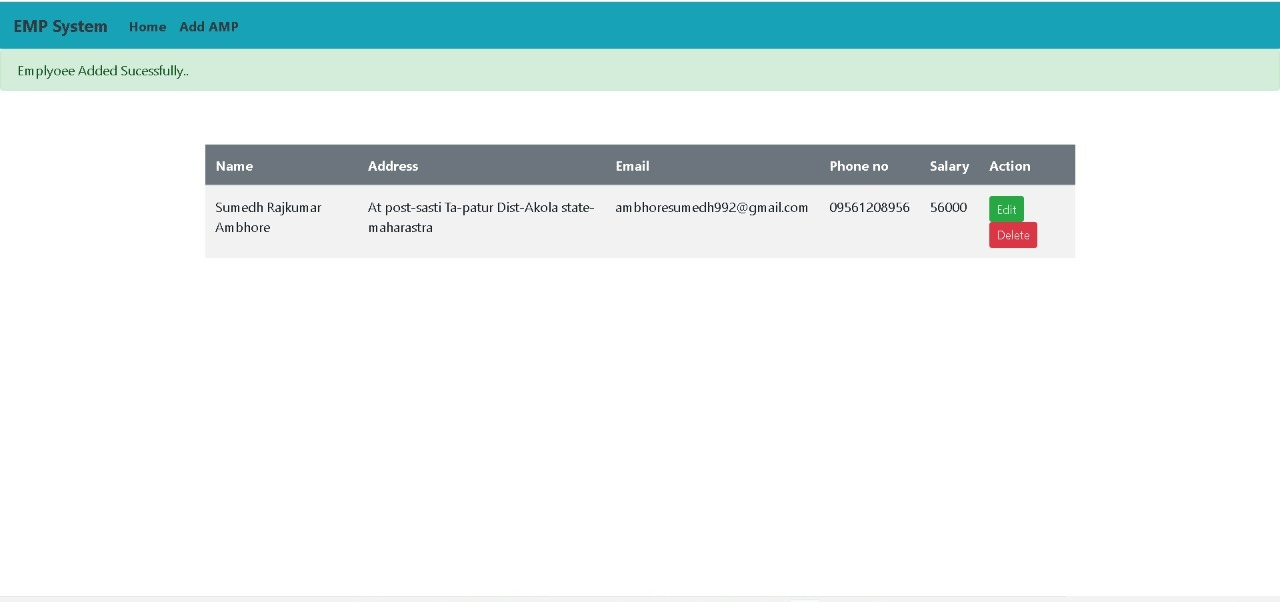 EMP System Home Add AMP
Emplyoee Added Sucessfully..
Name Address Email Phone no Salary Action
Sumedh Rajkumar At post-sasti Ta-patur Dist-Akola state- ambhoresumedh992@gmail.com 09561208956 56000 Edit
Ambhore maharastra Delete